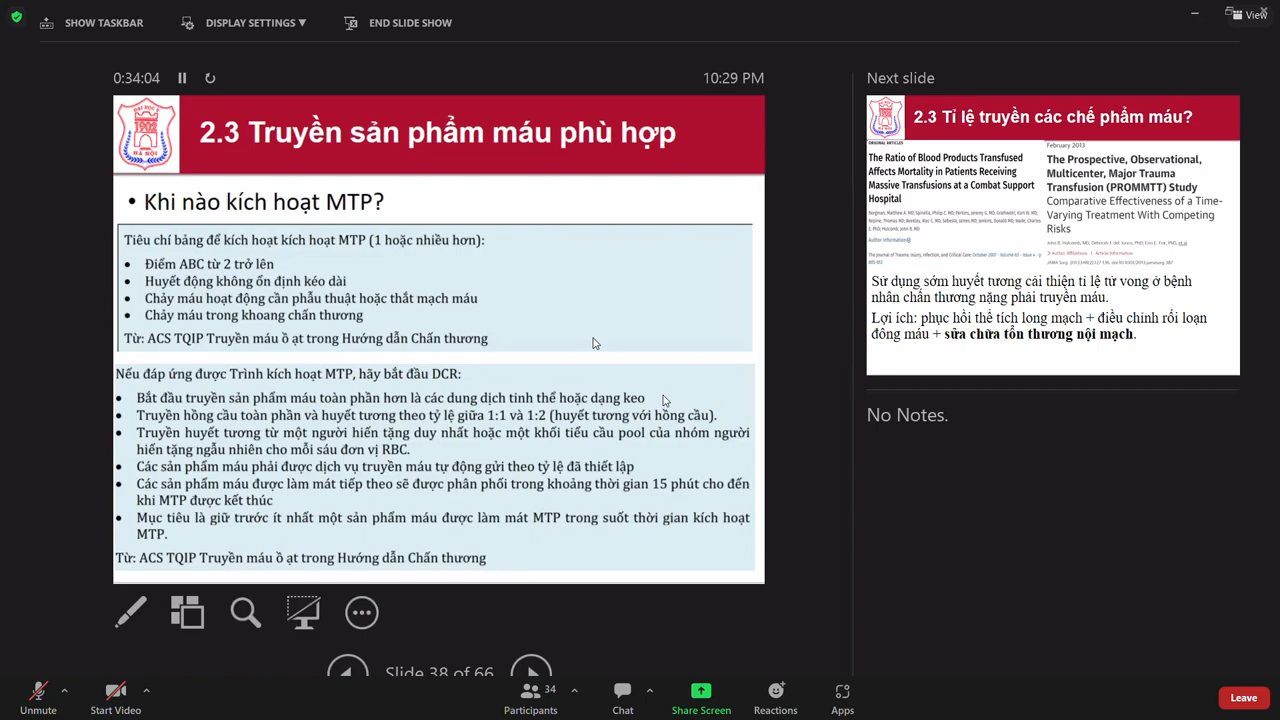 SHOW TASKBAR
DISPLAY SETTINGS ▼
END SLIDE SHOW
View
0:34:04
10:29 PM
2.3 Truyền sản phẩm máu phù hợp
• Khi nào kích hoạt MTP?
Tiêu chí bảng để kích hoạt kích hoạt MTP (1 hoặc nhiều hơn):
• Điểm ABC từ 2 trở lên
• Huyết động không ổn định kéo dài
• Chảy máu hoạt động cần phẫu thuật hoặc thắt mạch máu
• Chảy máu trong khoang chấn thương
Từ: ACS TQIP Truyền máu ồ ạt trong Hướng dẫn Chấn thương
Nếu đáp ứng được Trình kích hoạt MTP, hãy bắt đầu DCR:
• Bắt đầu truyền sản phẩm máu toàn phần hơn là các dung dịch tinh thể hoặc dạng keo
• Truyền hồng cầu toàn phần và huyết tương theo tỷ lệ giữa 1:1 và 1:2 (huyết tương với hồng cầu).
• Truyền huyết tương từ một người hiến tặng duy nhất hoặc một khối tiểu cầu pool của nhóm người
hiến tặng ngẫu nhiên cho mỗi sáu đơn vị RBC.
• Các sản phẩm máu phải được dịch vụ truyền máu tự động gửi theo tỷ lệ đã thiết lập
• Các sản phẩm máu được làm mát tiếp theo sẽ được phân phối trong khoảng thời gian 15 phút cho đến
khi MTP được kết thúc
• Mục tiêu là giữ trước ít nhất một sản phẩm máu được làm mát MTP trong suốt thời gian kích hoạt
MTP.
Từ: ACS TQIP Truyền máu ồ ạt trong Hướng dẫn Chấn thương
Slide 38 of 66
Next slide
2.3 Tỉ lệ truyền các chế phẩm máu?
ORIGINAL ARTICLES
The Ratio of Blood Products Transfused
Affects Mortality in Patients Receiving
Massive Transfusions at a Combat Support
Hospital
Author Information
February 2013
The Prospective, Observational,
Multicenter, Major Trauma
Transfusion (PROMMTT) Study
Comparative Effectiveness of a Time-
Varying Treatment With Competing
Risks
Sử dụng sớm huyết tương cải thiện tỉ lệ tử vong ở bệnh
nhân chấn thương nặng phải truyền máu.
Lợi ích: phục hồi thể tích lòng mạch + điều chỉnh rối loạn
đông máu + sửa chữa tổn thương nội mạch.
No Notes.
Unmute
Start Video
34
Participants
Chat
Share Screen
Reactions
Apps
Leave